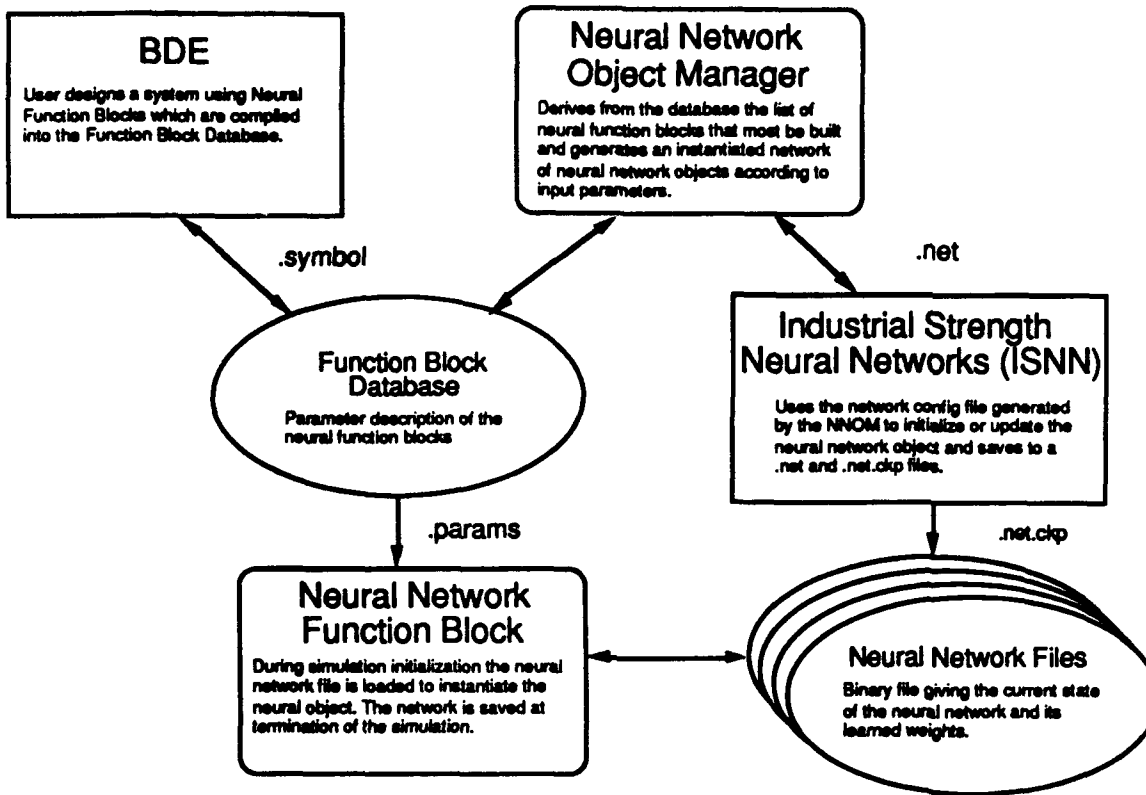 BDE
User designs a system using Neural
Function Blocks which are compiled
into the Function Block Database.
Neural Network
Object Manager
Derives from the database the list of
neural function blocks that most be built
and generates an instantiated network
of neural network objects according to
input parameters.
.symbol
.net
Function Block
Database
Parameter description of the
neural function blocks
Industrial Strength
Neural Networks (ISNN)
Uses the network config file generated
by the NNOM to initialize or update the
neural network object and saves to a
.net and .net.ckp files.
.params
.net.ckp
Neural Network
Function Block
During simulation initialization the neural
network file is loaded to instantiate the
neural object. The network is saved at
termination of the simulation.
Neural Network Files
Binary file giving the current state
of the neural network and its
learned weights.